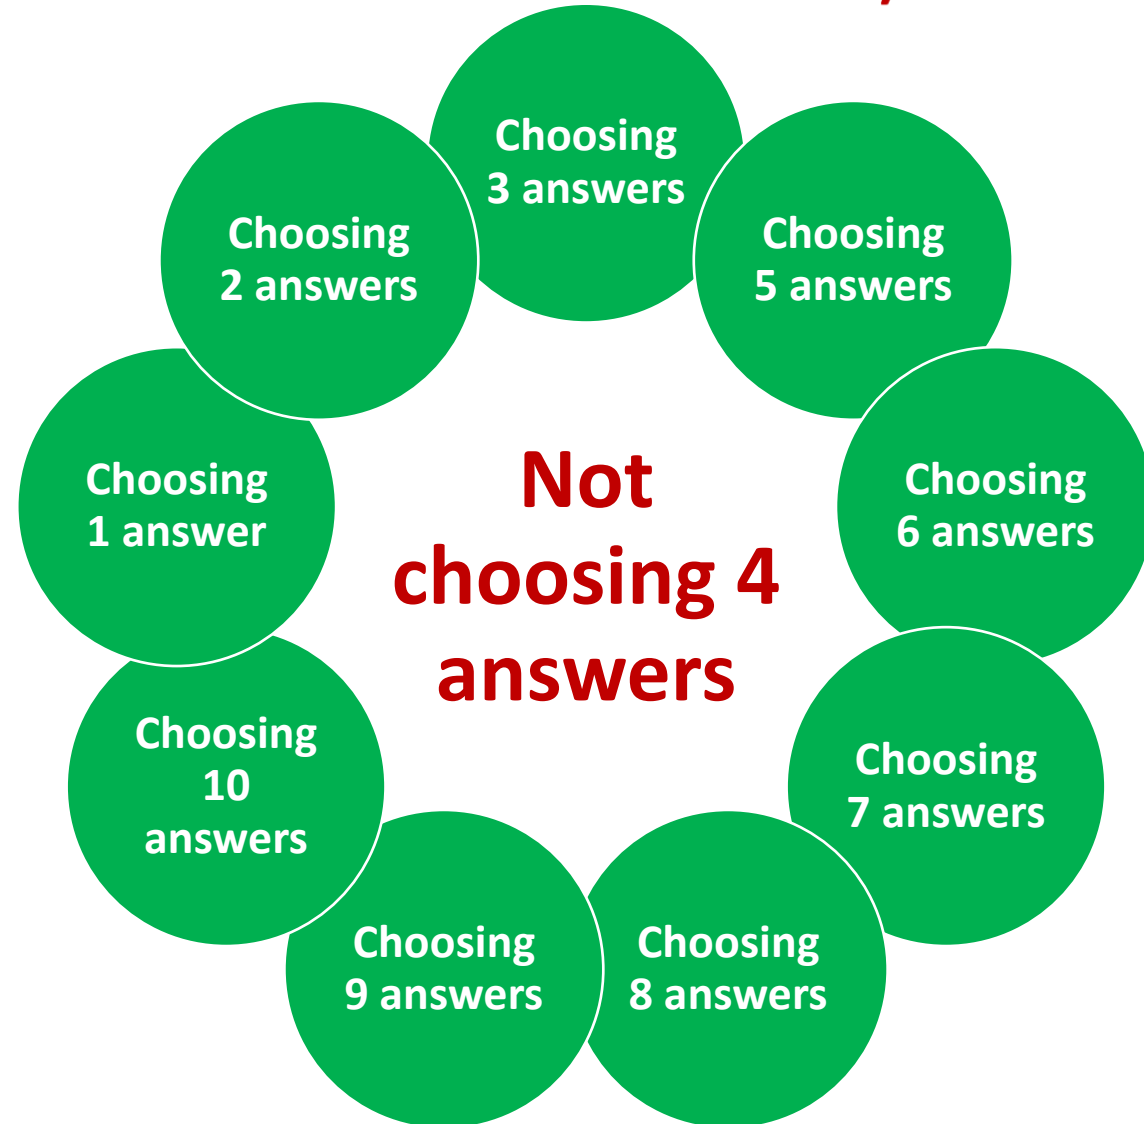 Choosing
3 answers
Choosing
5 answers
Choosing
6 answers
Choosing
7 answers
Choosing
8 answers
Choosing
9 answers
Choosing
10
answers
Choosing
1 answer
Choosing
2 answers
Not
choosing 4
answers